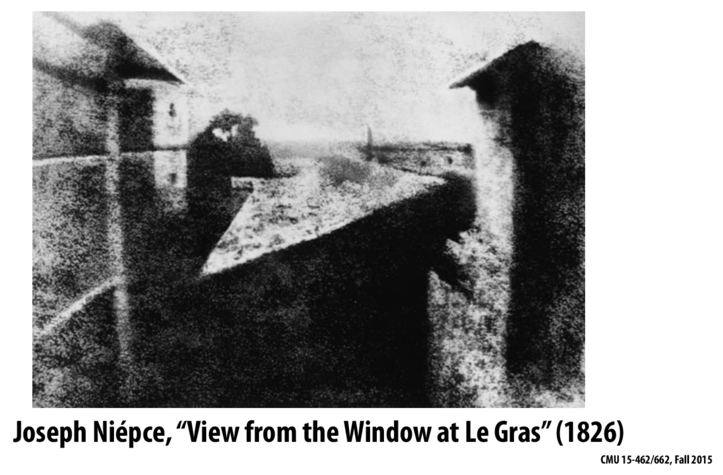 Joseph Niépce, “View from the Window at Le Gras” (1826)
CMU 15-462/662, Fall 2015